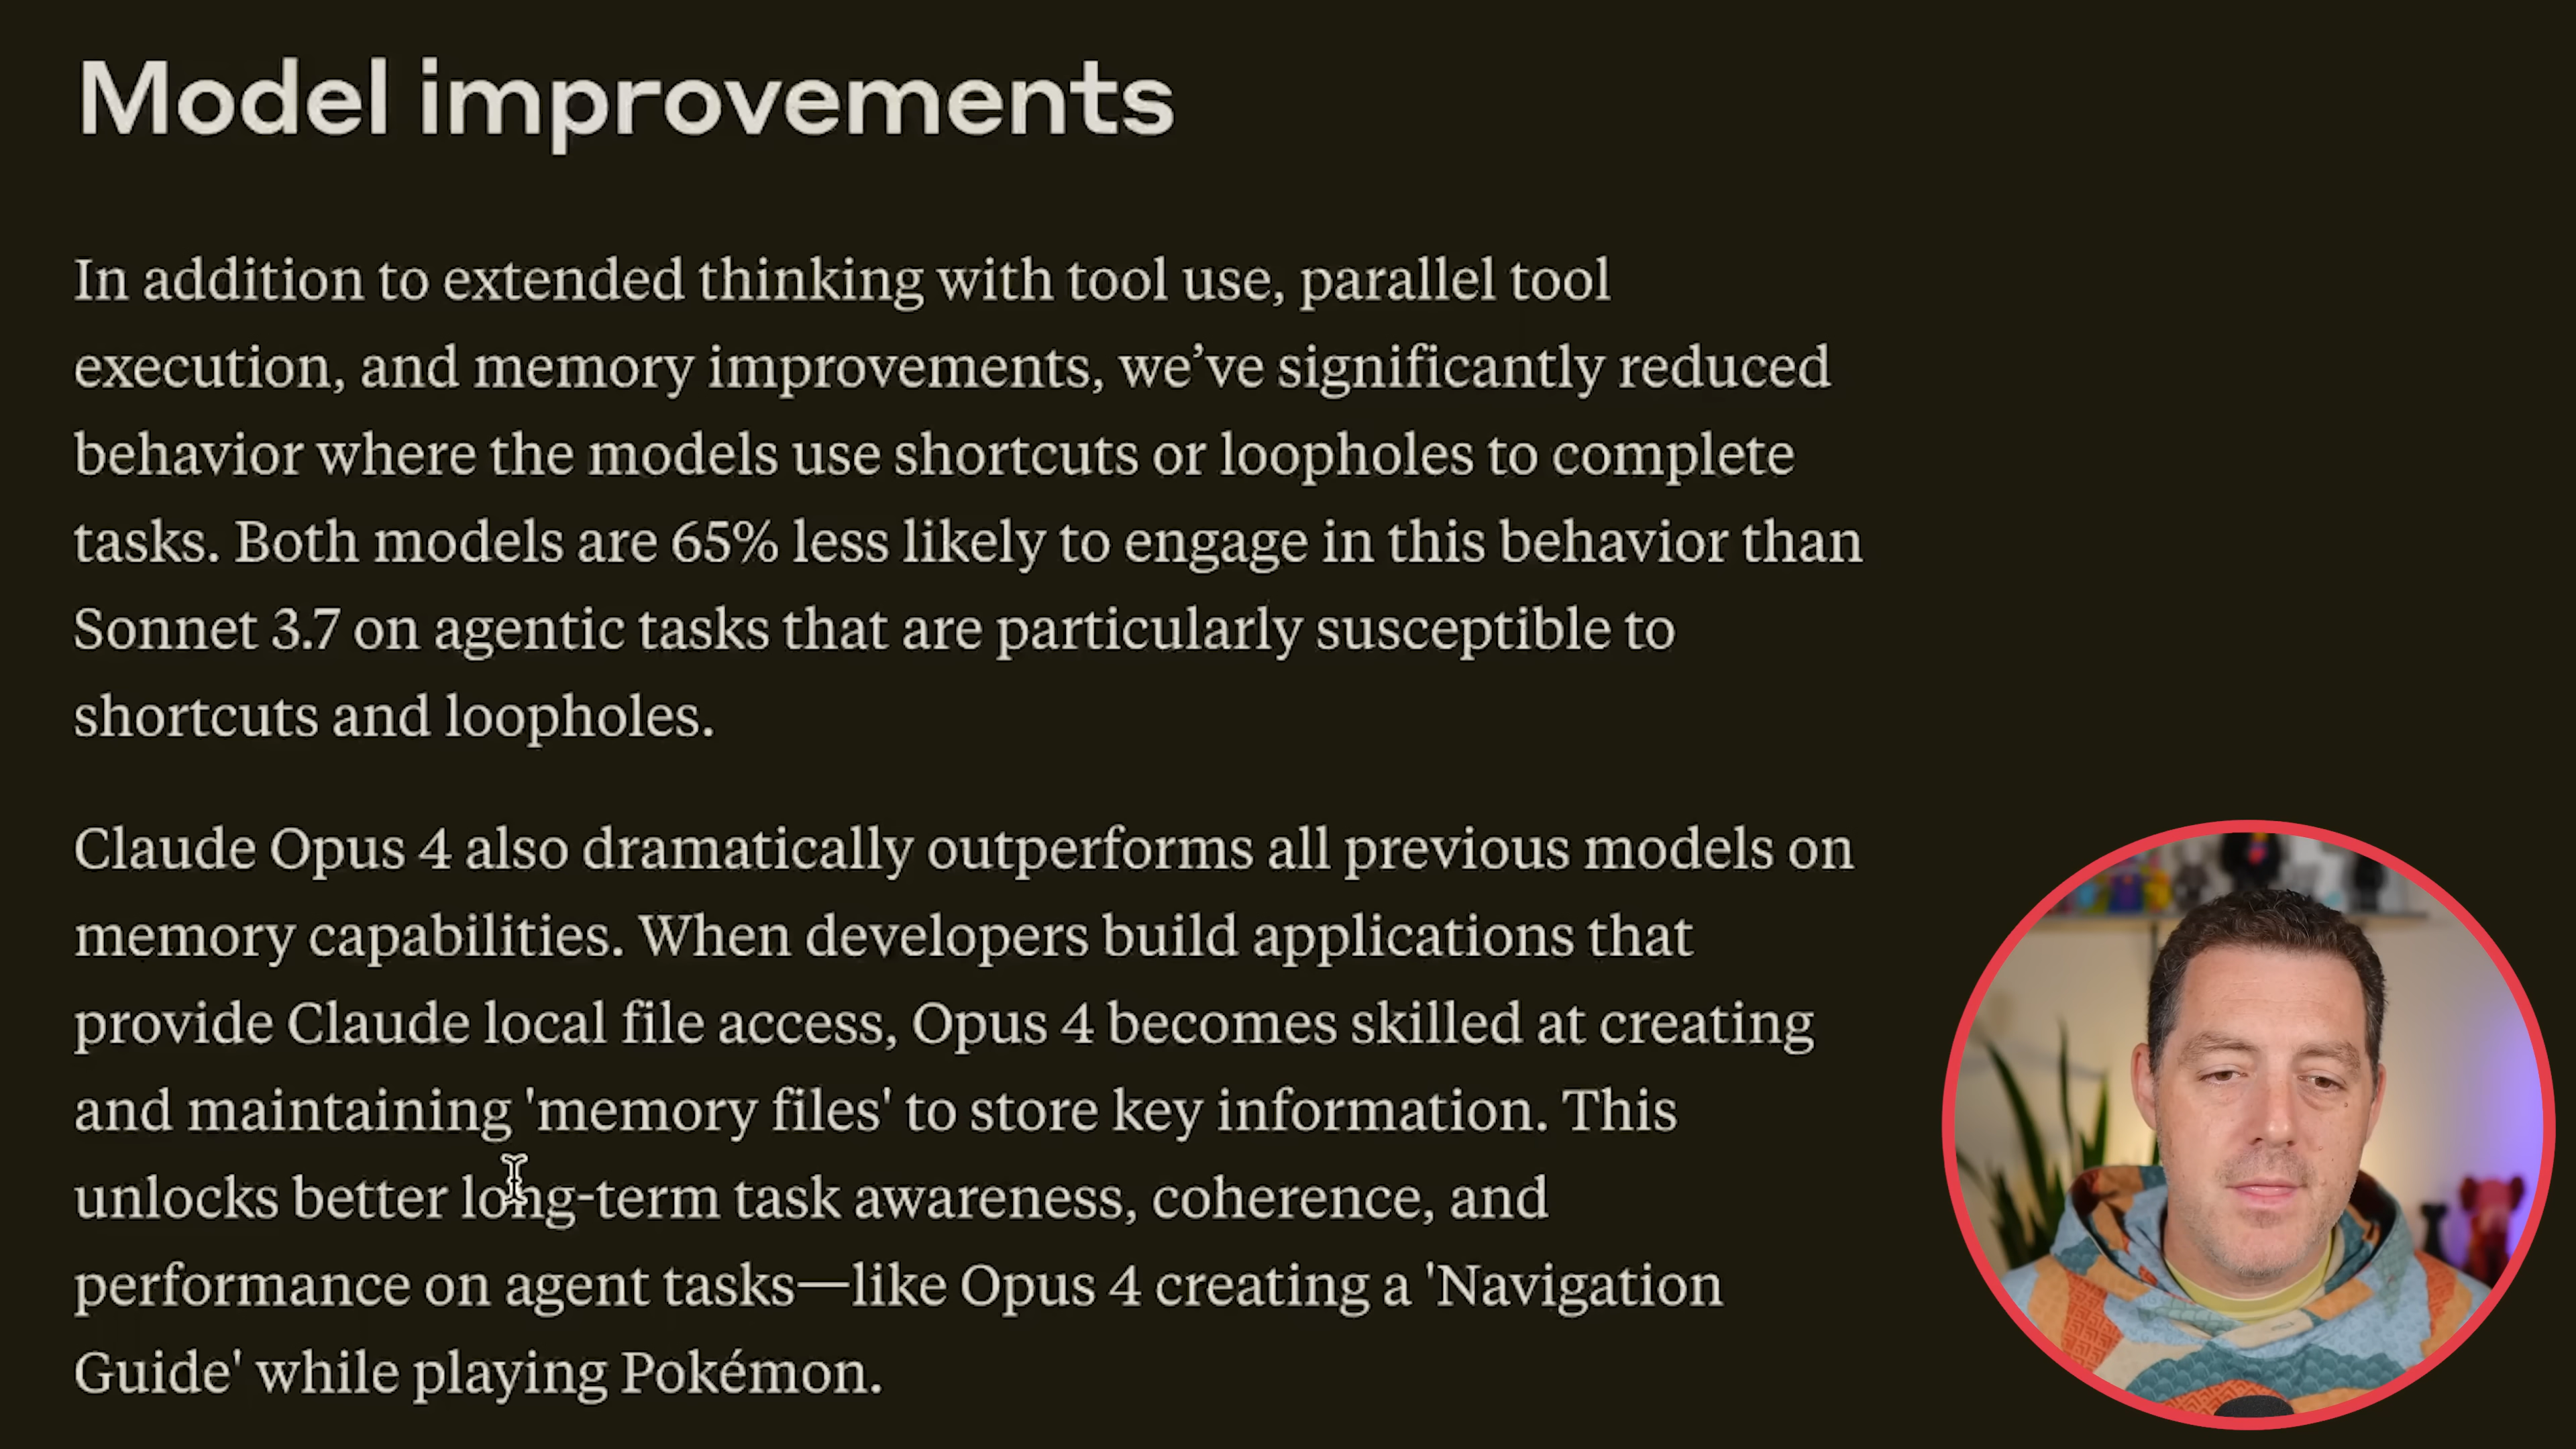 Model improvements
In addition to extended thinking with tool use, parallel tool
execution, and memory improvements, we’ve significantly reduced
behavior where the models use shortcuts or loopholes to complete
tasks. Both models are 65% less likely to engage in this behavior than
Sonnet 3.7 on agentic tasks that are particularly susceptible to
shortcuts and loopholes.
Claude Opus 4 also dramatically outperforms all previous models on
memory capabilities. When developers build applications that
provide Claude local file access, Opus 4 becomes skilled at creating
and maintaining 'memory files' to store key information. This
unlocks better long-term task awareness, coherence, and
performance on agent tasks—like Opus 4 creating a 'Navigation
Guide' while playing Pokémon.